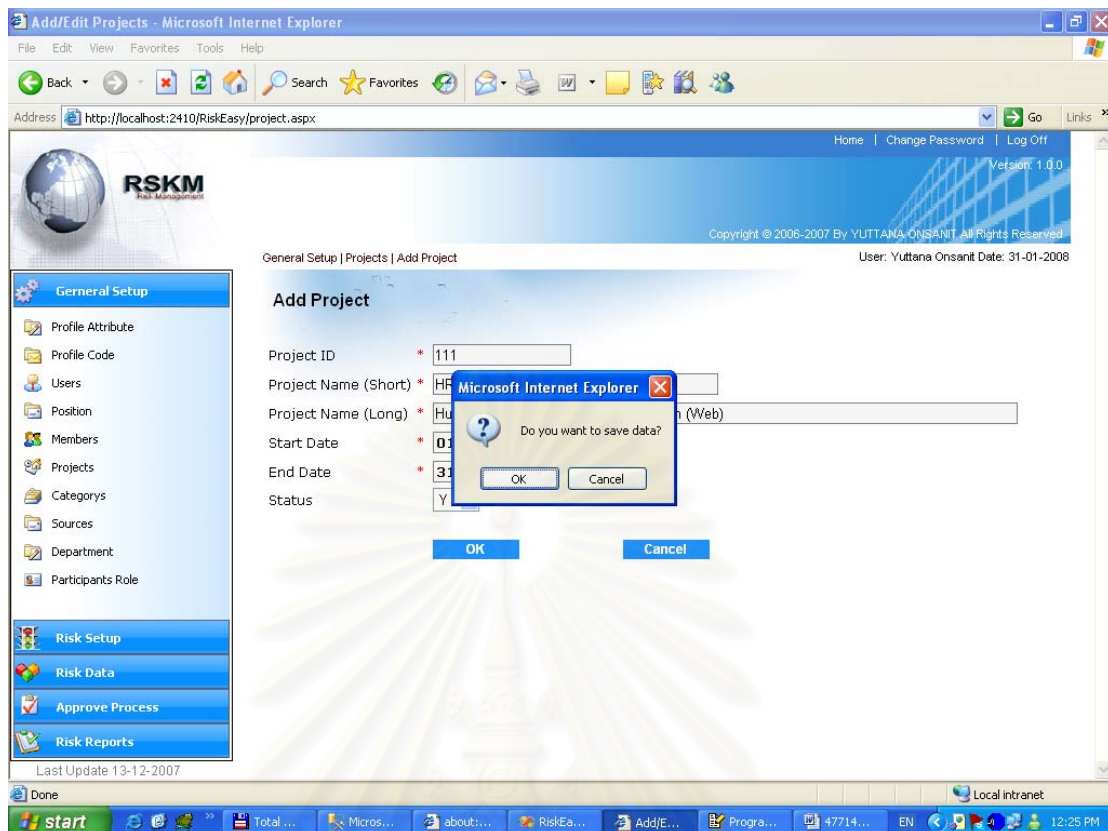 Add/Edit Projects - Microsoft Internet Explorer
File Edit View Favorites Tools Help
Back Search Favorites
Address http://localhost:2410/RiskEasy/project.aspx Go Links »
Home | Change Password | Log Off
Version: 1.0.0
RSKM
Risk Management
Copyright © 2006-2007 By YUTTANA ONSANIT All Rights Reserved
General Setup | Projects | Add Project User: Yuttana Onsanit Date: 31-01-2008
Gerneral Setup
Profile Attribute
Profile Code
Users
Position
Members
Projects
Categorys
Sources
Department
Participants Role
Risk Setup
Risk Data
Approve Process
Risk Reports
Last Update 13-12-2007
Add Project
Project ID * 111
Project Name (Short) *
Project Name (Long) * Hu (Web)
Start Date * 01
End Date * 31
Status Y
OK Cancel
Microsoft Internet Explorer
Do you want to save data?
OK Cancel
Done Local intranet
start » Total ... Micros... about:... RiskEa... Add/E... Progra... 47714... EN 12:25 PM